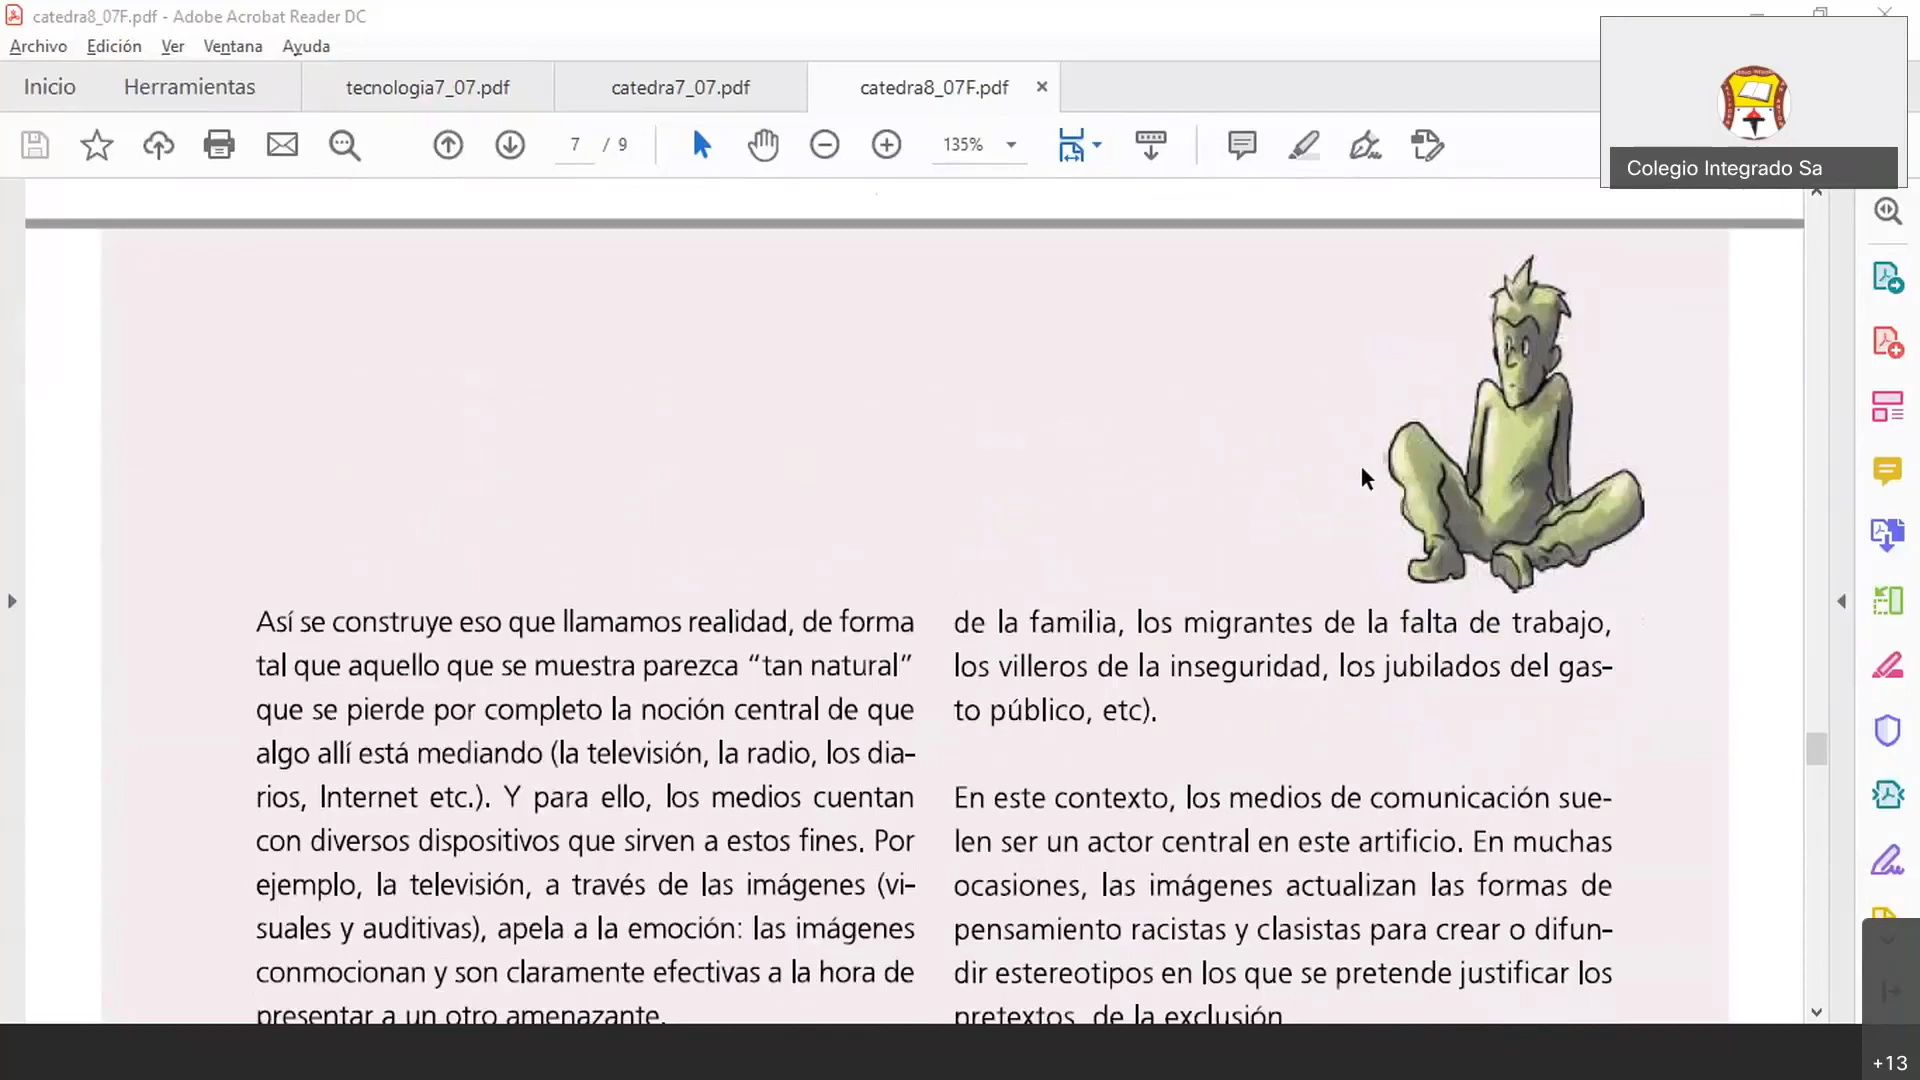 catedra8_07F.pdf - Adobe Acrobat Reader DC
Archivo Edición Ver Ventana Ayuda
Inicio Herramientas tecnologia7_07.pdf catedra7_07.pdf catedra8_07F.pdf
7 / 9 135%
Colegio Integrado Sa
Así se construye eso que llamamos realidad, de forma
tal que aquello que se muestra parezca “tan natural”
que se pierde por completo la noción central de que
algo allí está mediando (la televisión, la radio, los dia-
rios, Internet etc.). Y para ello, los medios cuentan
con diversos dispositivos que sirven a estos fines. Por
ejemplo, la televisión, a través de las imágenes (vi-
suales y auditivas), apela a la emoción: las imágenes
conmocionan y son claramente efectivas a la hora de
presentar a un otro amenazante.
de la familia, los migrantes de la falta de trabajo,
los villeros de la inseguridad, los jubilados del gas-
to público, etc).
En este contexto, los medios de comunicación sue-
len ser un actor central en este artificio. En muchas
ocasiones, las imágenes actualizan las formas de
pensamiento racistas y clasistas para crear o difun-
dir estereotipos en los que se pretende justificar los
pretextos de la exclusión
+13